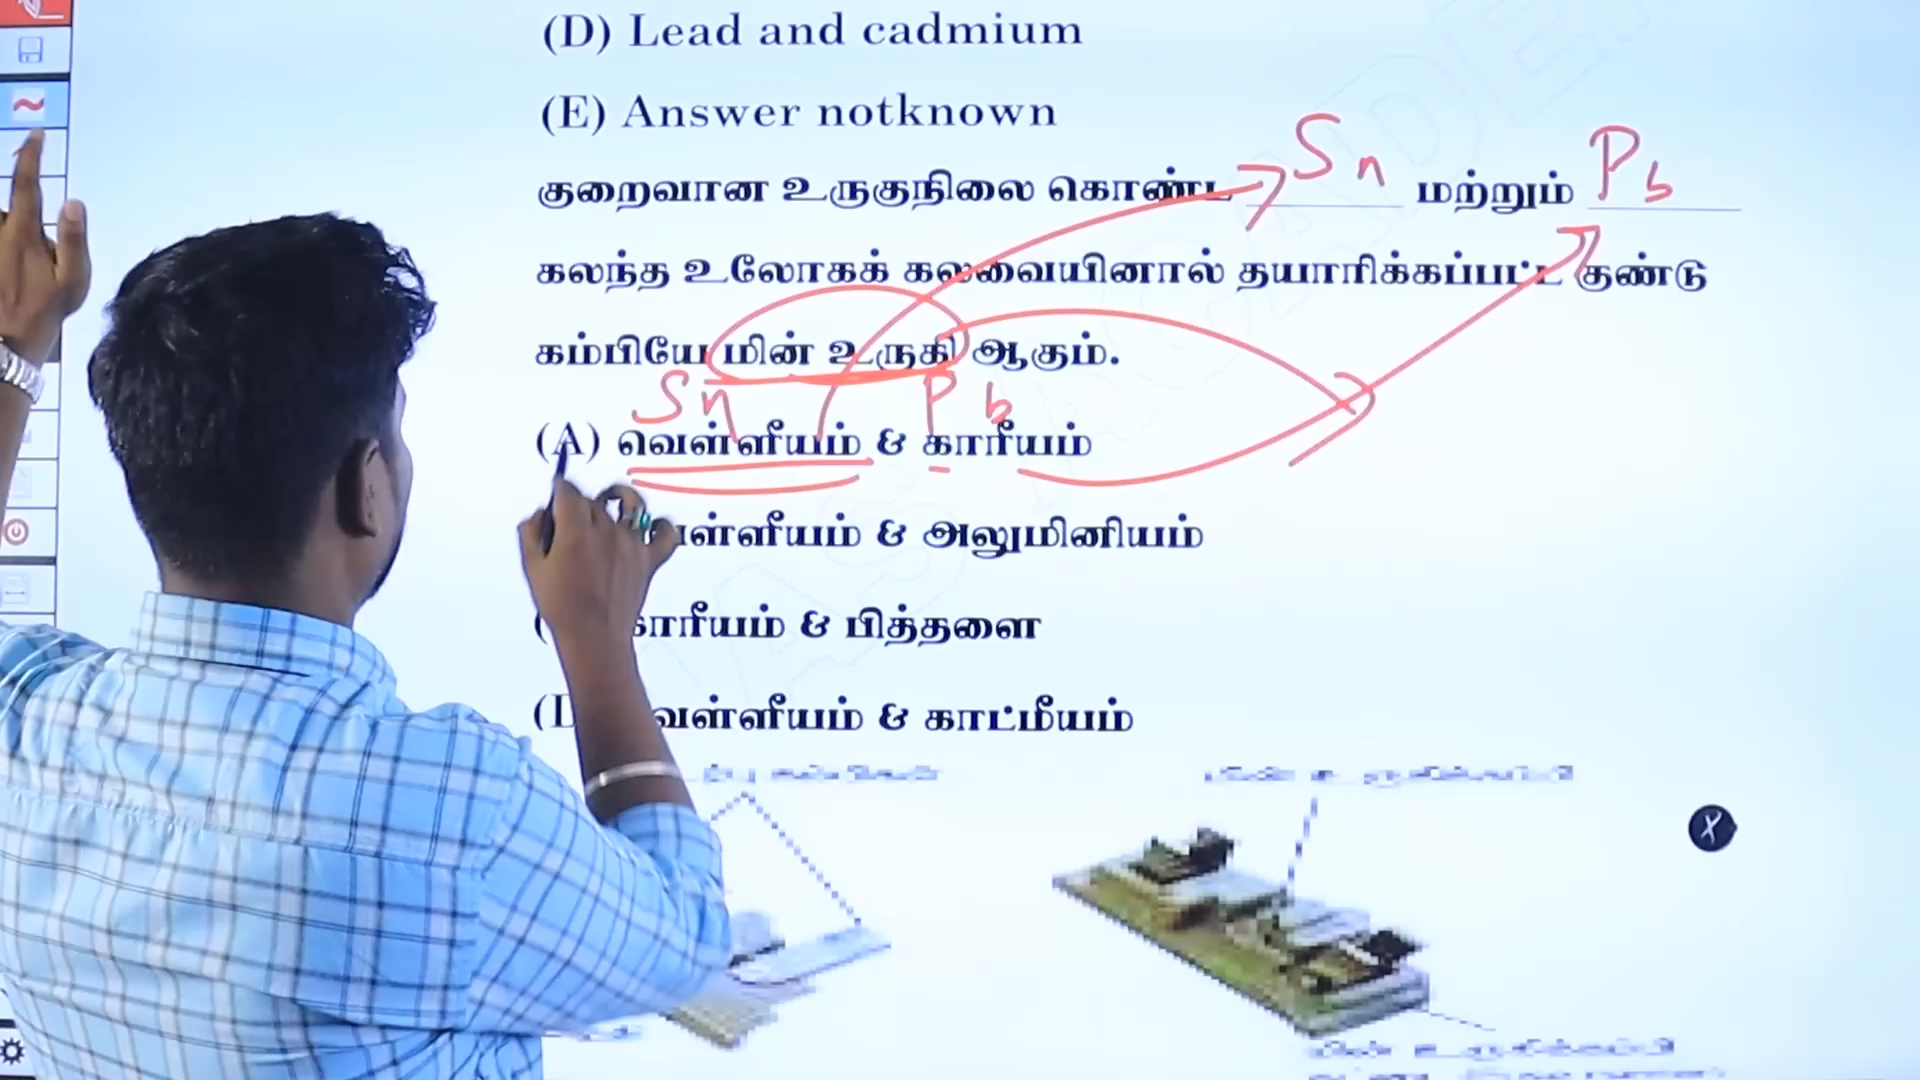 (D) Lead and cadmium
(E) Answer notknown
Sn Pb
குறைவான உருகுநிலை கொண்ட மற்றும்
கலந்த உலோகக் கலவையினால் தயாரிக்கப்பட்ட குண்டு
கம்பியே மின் உருகி ஆகும்.
Sn Pb
(A) வெள்ளீயம் & காரீயம்
வெள்ளீயம் & அலுமினியம்
காரீயம் & பித்தளை
(D வெள்ளீயம் & காட்மீயம்
X